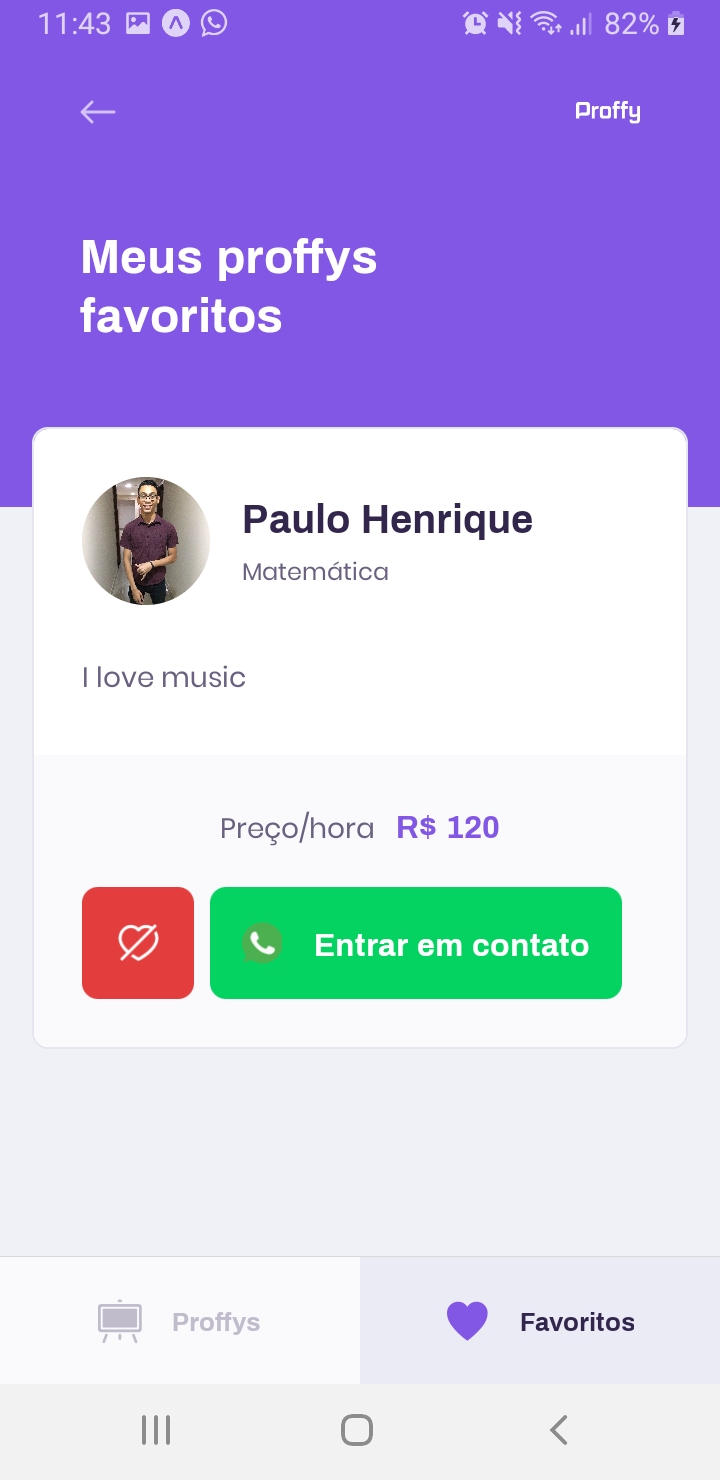 11:43
82%
Proffy
Meus proffys
favoritos
Paulo Henrique
Matemática
I love music
Preço/hora R$ 120
Entrar em contato
Proffys
Favoritos